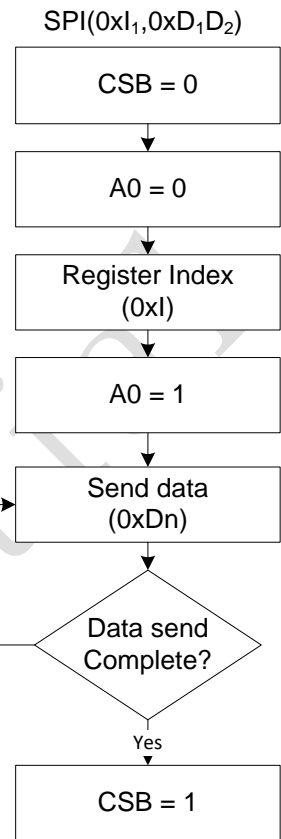 SPI(0xI₁,0xD₁D₂)
CSB = 0
A0 = 0
Register Index
(0xI)
A0 = 1
Send data
(0xDn)
Data send
Complete?
Yes
CSB = 1